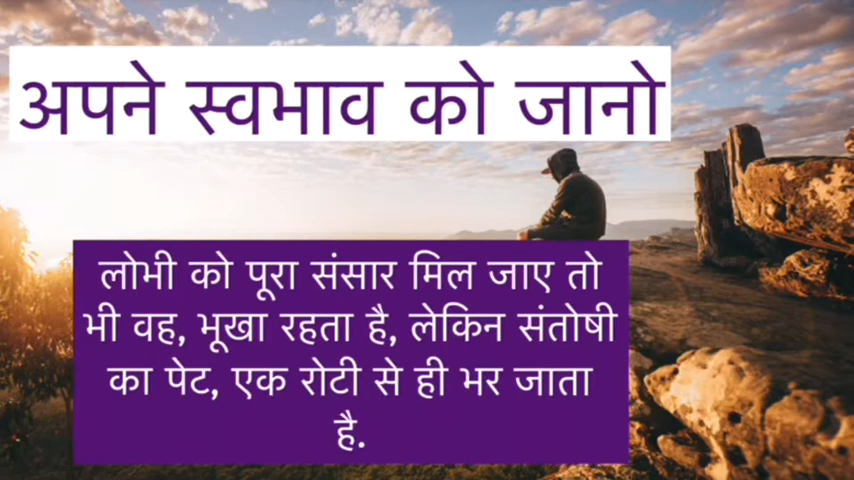 अपने स्वभाव को जानो
लोभी को पूरा संसार मिल जाए तो
भी वह, भूखा रहता है, लेकिन संतोषी
का पेट, एक रोटी से ही भर जाता
है.